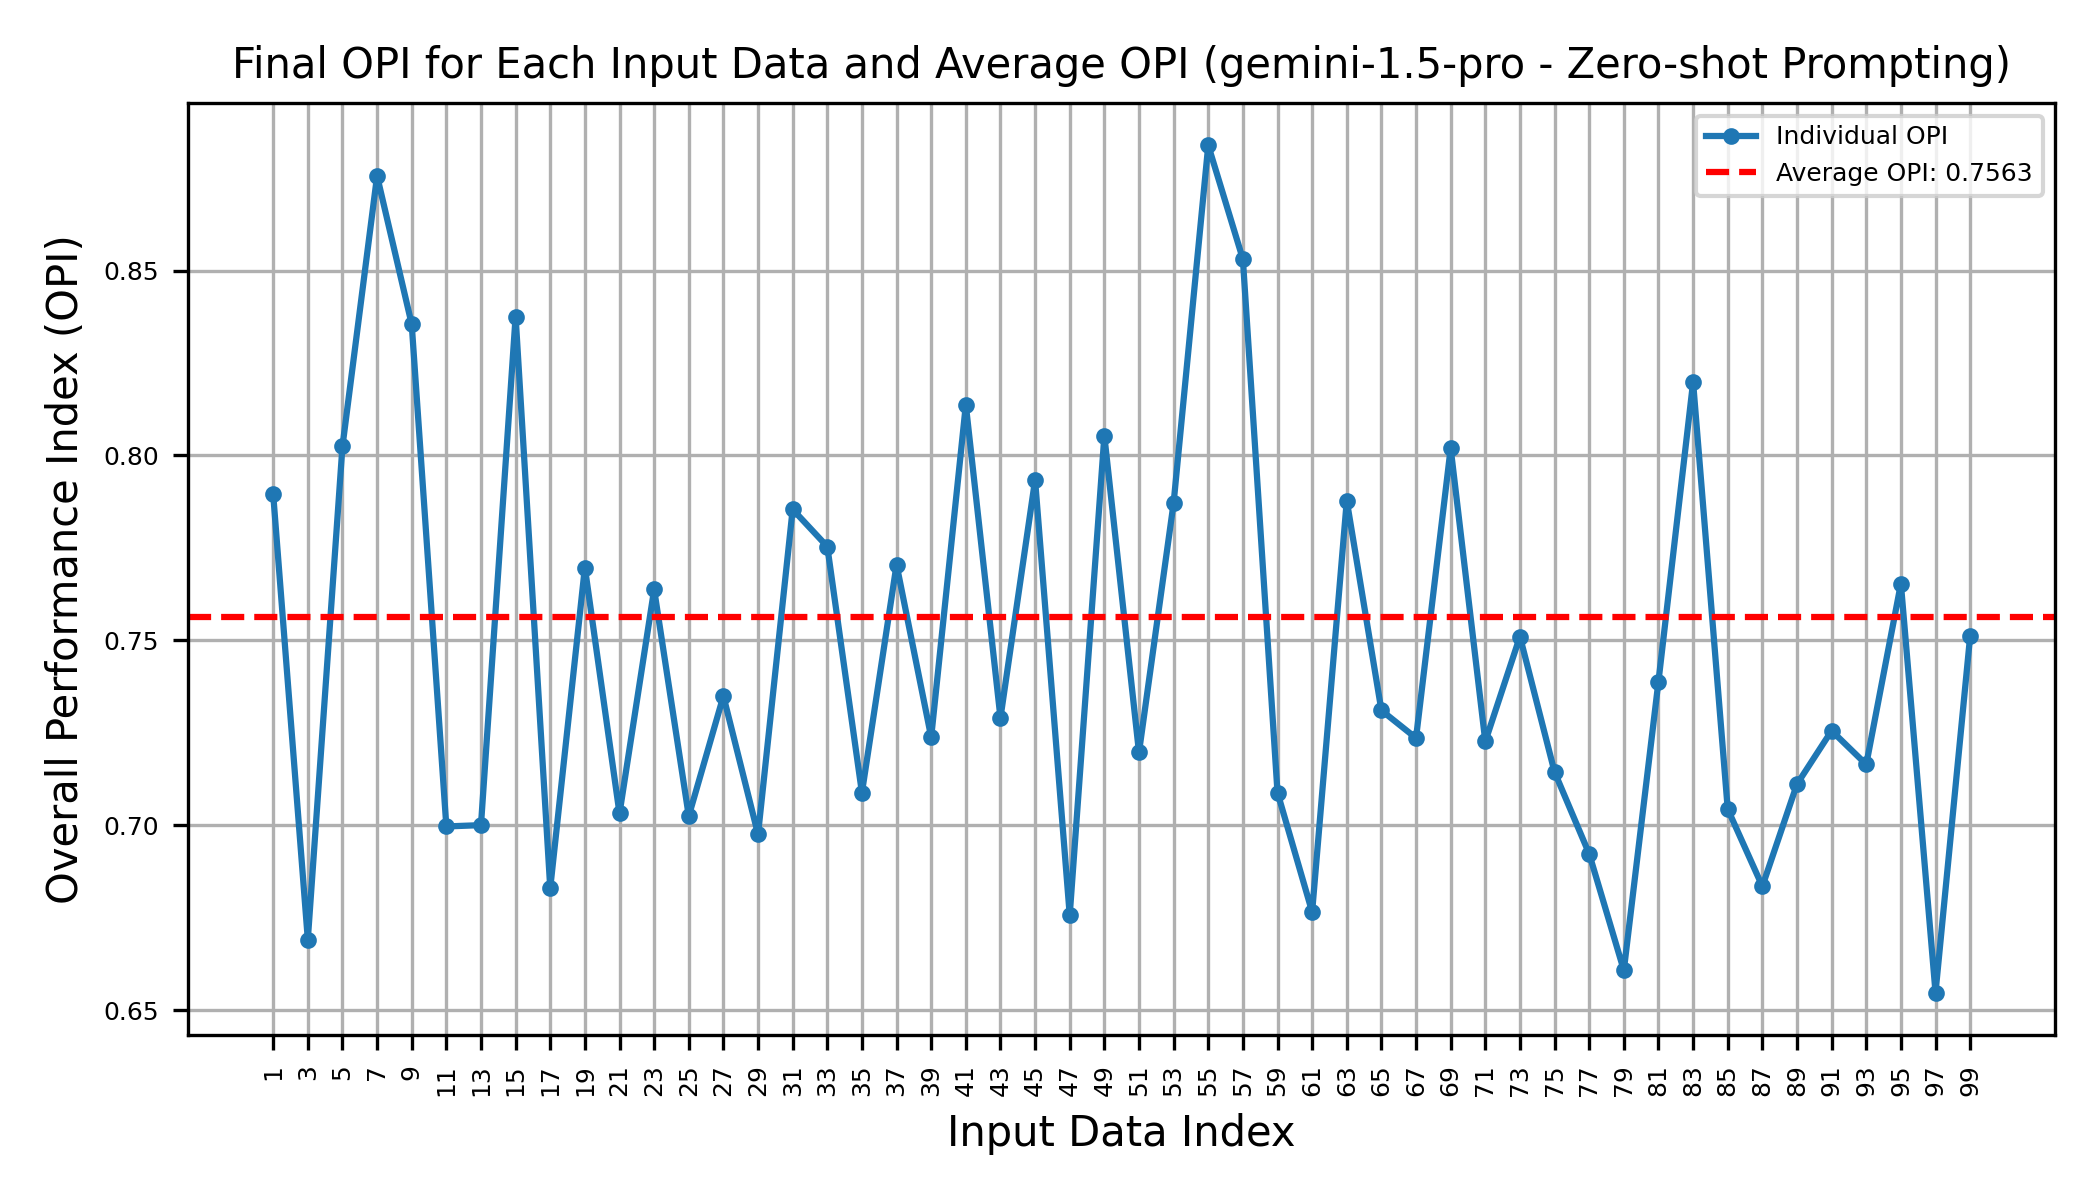 Final OPI for Each Input Data and Average OPI (gemini-1.5-pro - Zero-shot Prompting)
Individual OPI
Average OPI: 0.7563
Overall Performance Index (OPI)
0.85
0.80
0.75
0.70
0.65
1 3 5 7 9 11 13 15 17 19 21 23 25 27 29 31 33 35 37 39 41 43 45 47 49 51 53 55 57 59 61 63 65 67 69 71 73 75 77 79 81 83 85 87 89 91 93 95 97 99
Input Data Index